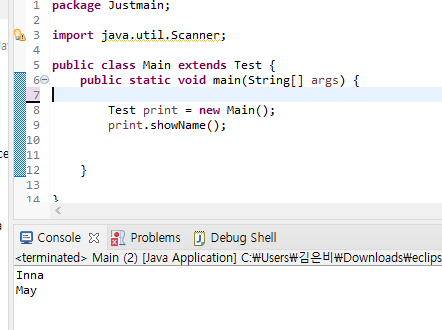 1 package Justmain;
2
3 import java.util.Scanner;
4
5 public class Main extends Test {
6 public static void main(String[] args) {
7
8 Test print = new Main();
9 print.showName();
10
11
12 }
13
14 }
Console Problems Debug Shell
<terminated> Main (2) [Java Application] C:₩Users₩김은비₩Downloads₩eclips
Inna
May